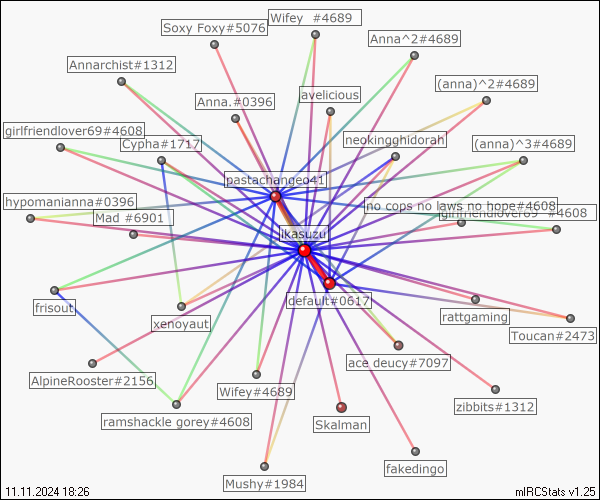 Wifey #4689
Soxy Foxy#5076
Anna^2#4689
Annarchist#1312
(anna)^2#4689
avelicious
Anna.#0396
girlfriendlover69#4608
Cypha#1717
neokingghidorah
(anna)^3#4689
pastachangeo41
hypomanianna#0396
no cops no laws no hope#4608
girlfriendlover69 #4608
Mad #6901
ikasuzu
default#0617
frisout
xenoyaut
rattgaming
Toucan#2473
ace deucy#7097
AlpineRooster#2156
Wifey#4689
zibbits#1312
ramshackle gorey#4608
Skalman
fakedingo
Mushy#1984
11.11.2024 18:26
mIRCStats v1.25